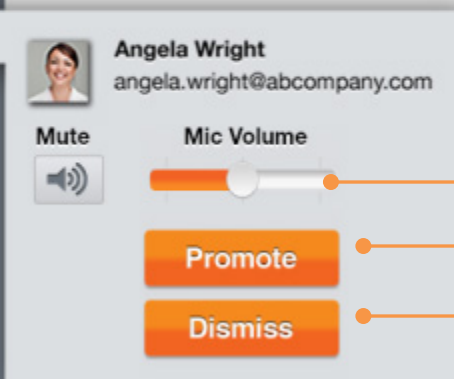 Angela Wright
angela.wright@abcompany.com
Mute Mic Volume
Promote
Dismiss